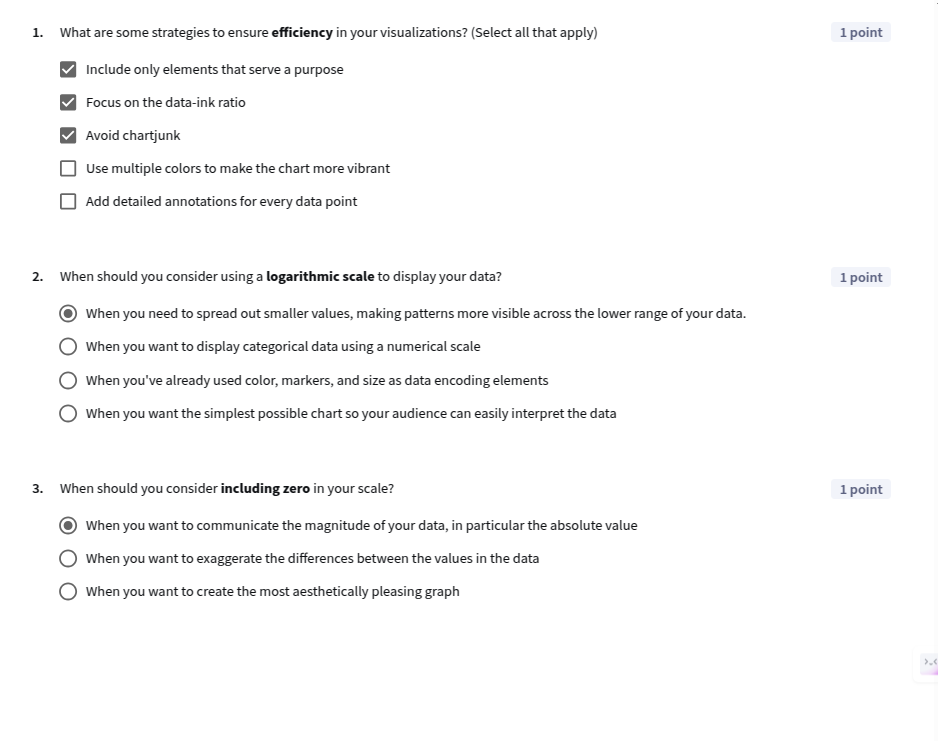 1. What are some strategies to ensure efficiency in your visualizations? (Select all that apply) 1 point
Include only elements that serve a purpose
Focus on the data-ink ratio
Avoid chartjunk
Use multiple colors to make the chart more vibrant
Add detailed annotations for every data point
2. When should you consider using a logarithmic scale to display your data? 1 point
When you need to spread out smaller values, making patterns more visible across the lower range of your data.
When you want to display categorical data using a numerical scale
When you've already used color, markers, and size as data encoding elements
When you want the simplest possible chart so your audience can easily interpret the data
3. When should you consider including zero in your scale? 1 point
When you want to communicate the magnitude of your data, in particular the absolute value
When you want to exaggerate the differences between the values in the data
When you want to create the most aesthetically pleasing graph